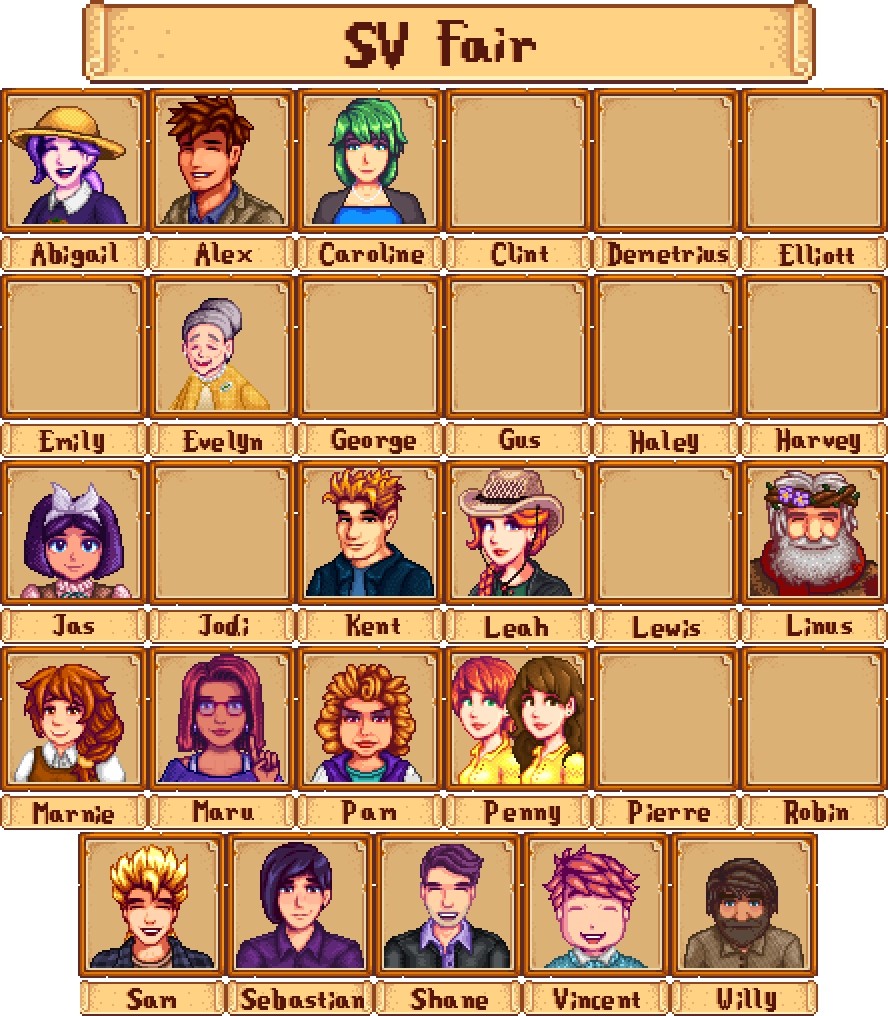 SV Fair
Abigail Alex Caroline Clint Demetrius Elliott
Emily Evelyn George Gus Haley Harvey
Jas Jodi Kent Leah Lewis Linus
Marnie Maru Pam Penny Pierre Robin
Sam Sebastian Shane Vincent Willy